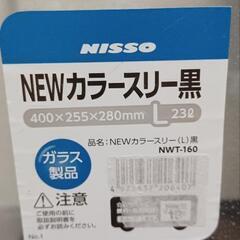 NISSO
NEWカラースリー黒
400×255×280mm L 23ℓ
品名：NEWカラースリー（L）黒
NWT-160
ガラス
製品
注意
ご使用の前に
取扱説明書を
必ずお読みください。
No.1